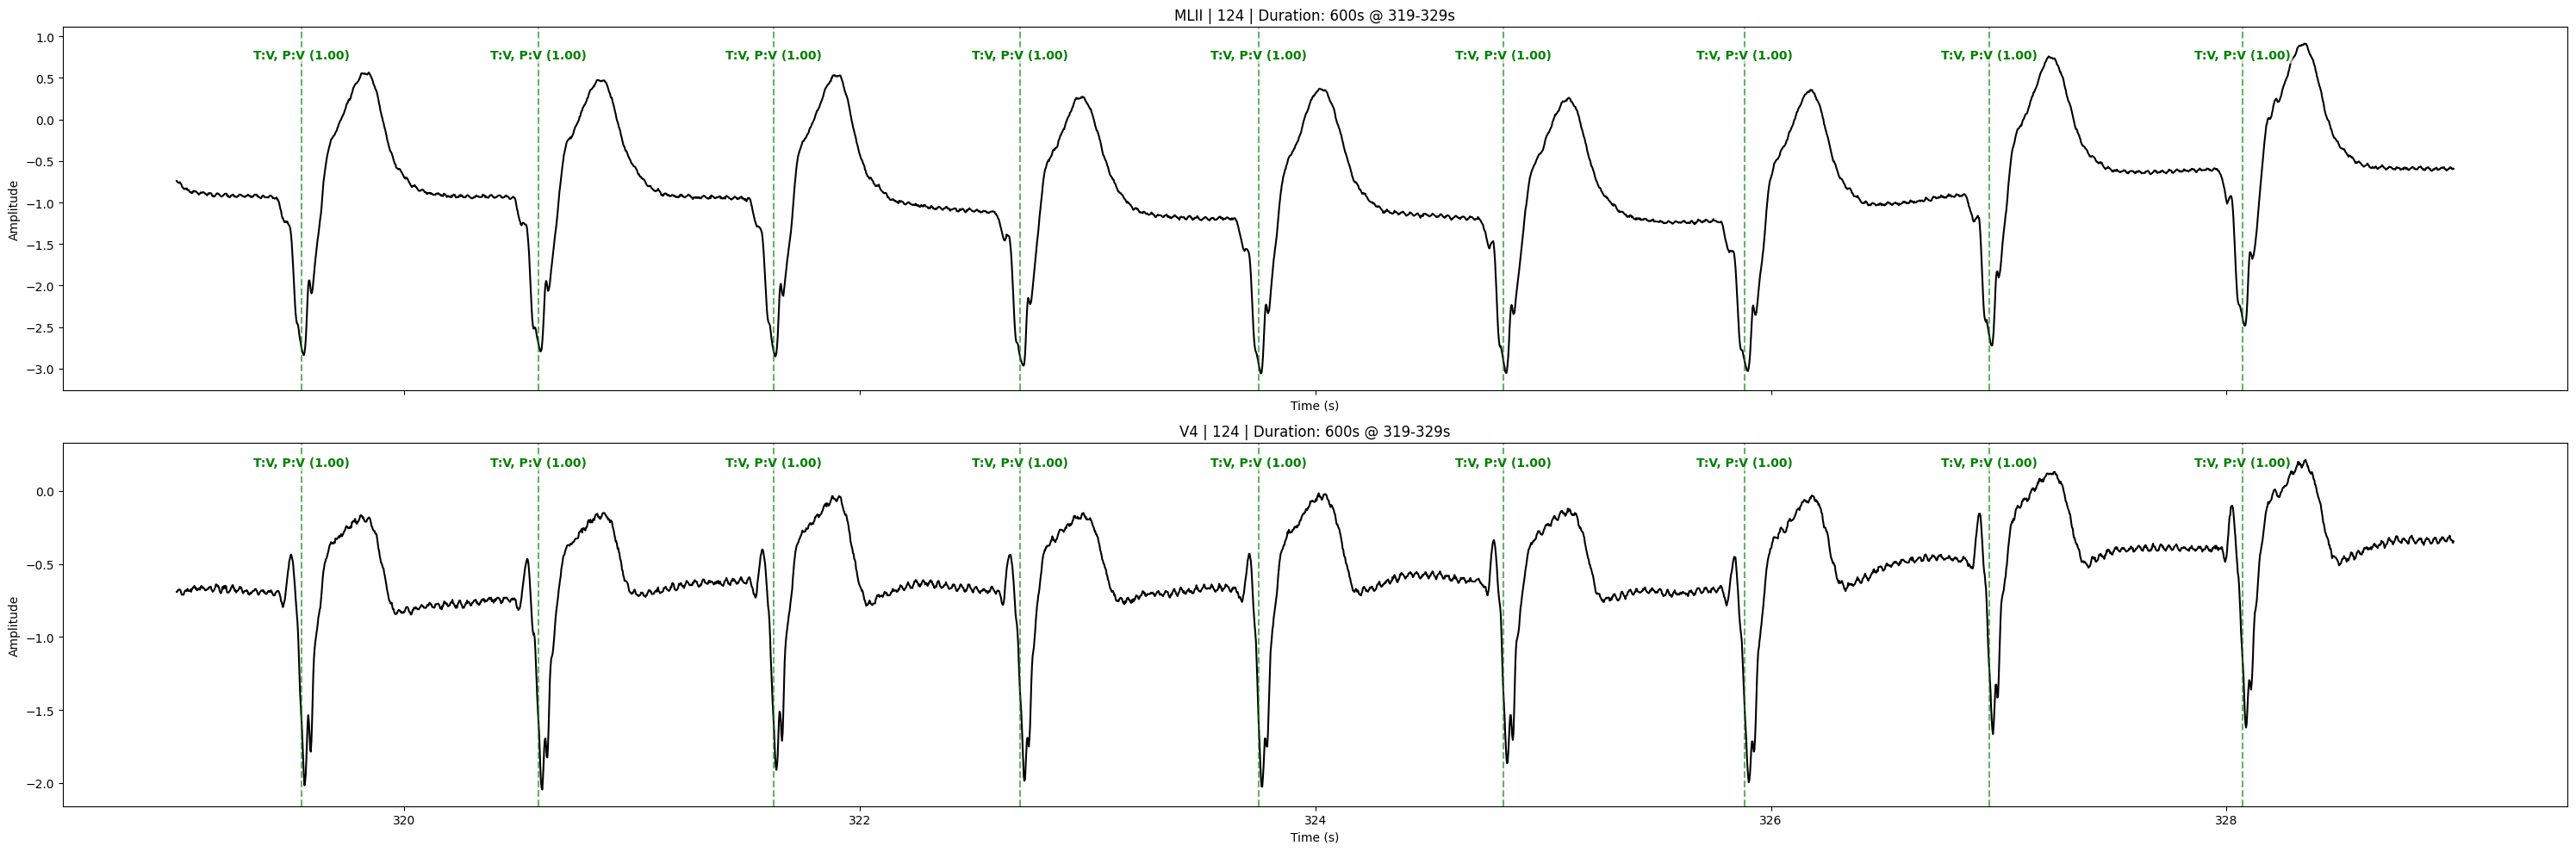 MLII | 124 | Duration: 600s @ 319-329s
T:V, P:V (1.00) T:V, P:V (1.00) T:V, P:V (1.00) T:V, P:V (1.00) T:V, P:V (1.00) T:V, P:V (1.00) T:V, P:V (1.00) T:V, P:V (1.00) T:V, P:V (1.00)
1.0
0.5
0.0
−0.5
−1.0
−1.5
−2.0
−2.5
−3.0
Amplitude
Time (s)
V4 | 124 | Duration: 600s @ 319-329s
T:V, P:V (1.00) T:V, P:V (1.00) T:V, P:V (1.00) T:V, P:V (1.00) T:V, P:V (1.00) T:V, P:V (1.00) T:V, P:V (1.00) T:V, P:V (1.00) T:V, P:V (1.00)
0.0
−0.5
−1.0
−1.5
−2.0
Amplitude
320 322 324 326 328
Time (s)